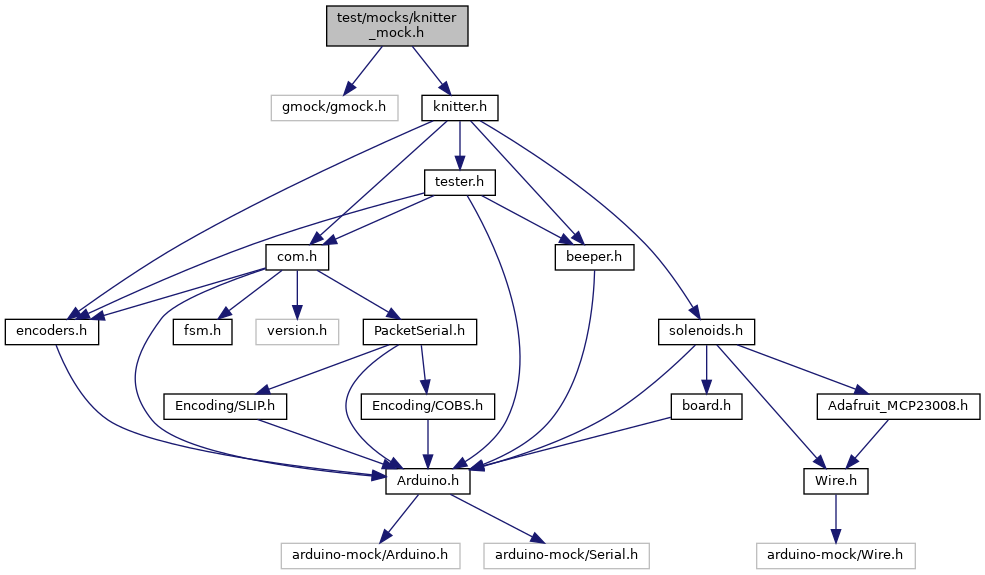 test/mocks/knitter
_mock.h
gmock/gmock.h
knitter.h
tester.h
com.h
beeper.h
encoders.h
fsm.h
version.h
PacketSerial.h
solenoids.h
Encoding/SLIP.h
Encoding/COBS.h
board.h
Adafruit_MCP23008.h
Arduino.h
Wire.h
arduino-mock/Arduino.h
arduino-mock/Serial.h
arduino-mock/Wire.h